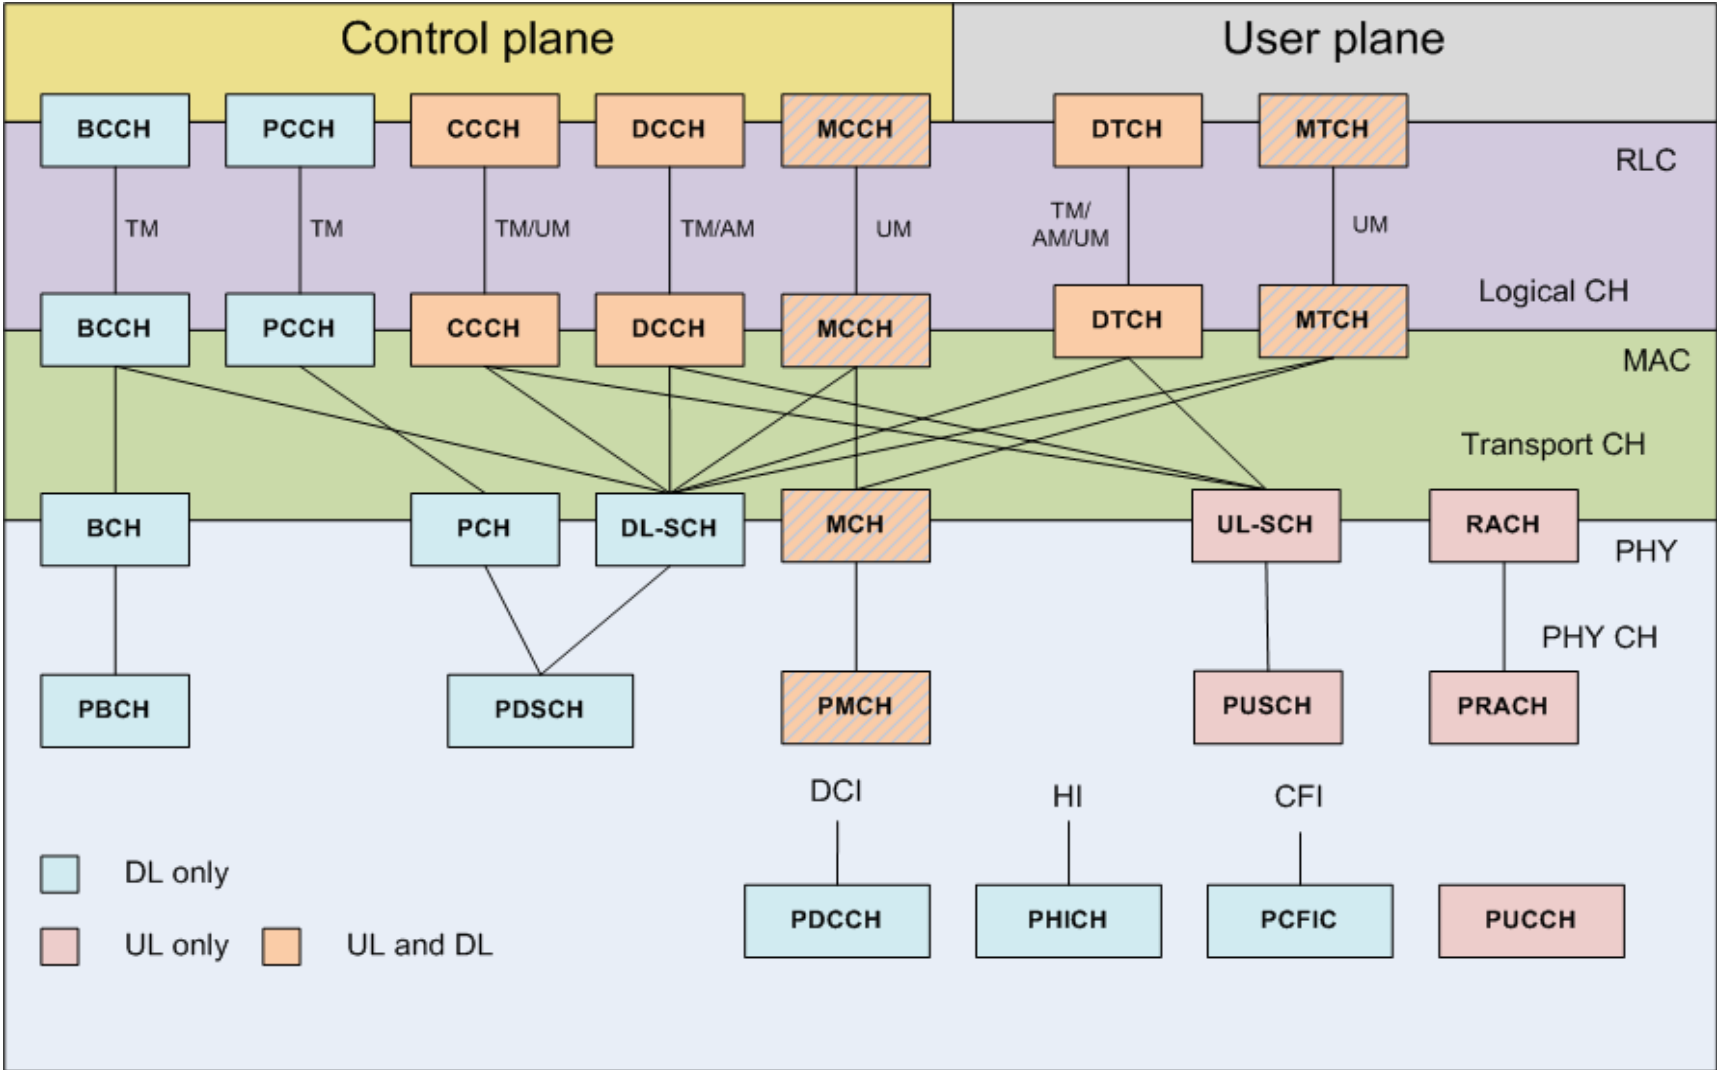 Control plane
User plane
BCCH
PCCH
CCCH
DCCH
MCCH
DTCH
MTCH
RLC
TM
TM
TM/UM
TM/AM
UM
TM/
AM/UM
UM
Logical CH
BCCH
PCCH
CCCH
DCCH
MCCH
DTCH
MTCH
MAC
Transport CH
BCH
PCH
DL-SCH
MCH
UL-SCH
RACH
PHY
PHY CH
PBCH
PDSCH
PMCH
PUSCH
PRACH
DCI
HI
CFI
PDCCH
PHICH
PCFIC
PUCCH
DL only
UL only
UL and DL